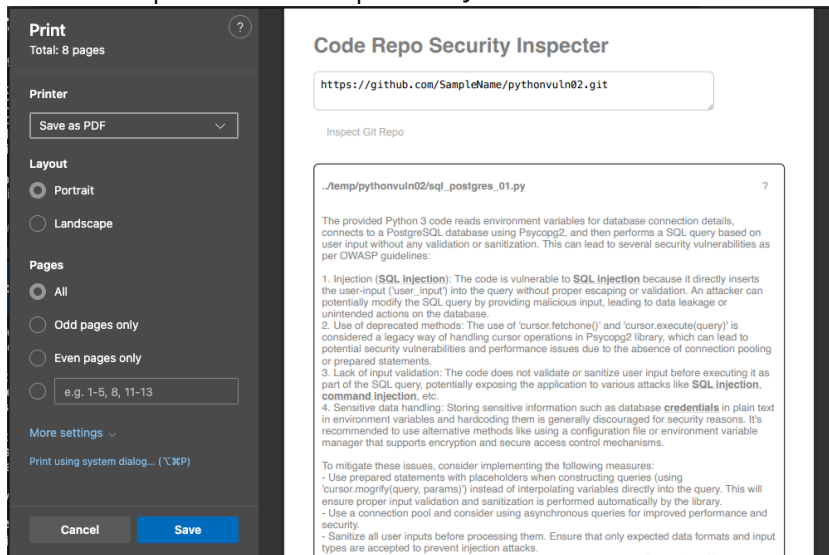 Print
?
Total: 8 pages
Printer
Save as PDF
Layout
Portrait
Landscape
Pages
All
Odd pages only
Even pages only
e.g. 1-5, 8, 11-13
More settings
Print using system dialog... (⌥⌘P)
Cancel
Save
Code Repo Security Inspecter
https://github.com/SampleName/pythonvuln02.git
Inspect Git Repo
../temp/pythonvuln02/sql_postgres_01.py
?
The provided Python 3 code reads environment variables for database connection details,
connects to a PostgreSQL database using Psycopg2, and then performs a SQL query based on
user input without any validation or sanitization. This can lead to several security vulnerabilities as
per OWASP guidelines:
1. Injection (SQL injection): The code is vulnerable to SQL injection because it directly inserts
the user-input ('user_input') into the query without proper escaping or validation. An attacker can
potentially modify the SQL query by providing malicious input, leading to data leakage or
unintended actions on the database.
2. Use of deprecated methods: The use of 'cursor.fetchone()' and 'cursor.execute(query)' is
considered a legacy way of handling cursor operations in Psycopg2 library, which can lead to
potential security vulnerabilities and performance issues due to the absence of connection pooling
or prepared statements.
3. Lack of input validation: The code does not validate or sanitize user input before executing it as
part of the SQL query, potentially exposing the application to various attacks like SQL injection,
command injection, etc.
4. Sensitive data handling: Storing sensitive information such as database credentials in plain text
in environment variables and hardcoding them is generally discouraged for security reasons. It's
recommended to use alternative methods like using a configuration file or environment variable
manager that supports encryption and secure access control mechanisms.
To mitigate these issues, consider implementing the following measures:
- Use prepared statements with placeholders when constructing queries (using
'cursor.mogrify(query, params)') instead of interpolating variables directly into the query. This will
ensure proper input validation and sanitization is performed automatically by the library.
- Use a connection pool and consider using asynchronous queries for improved performance and
security.
- Sanitize all user inputs before processing them. Ensure that only expected data formats and input
types are accepted to prevent injection attacks.